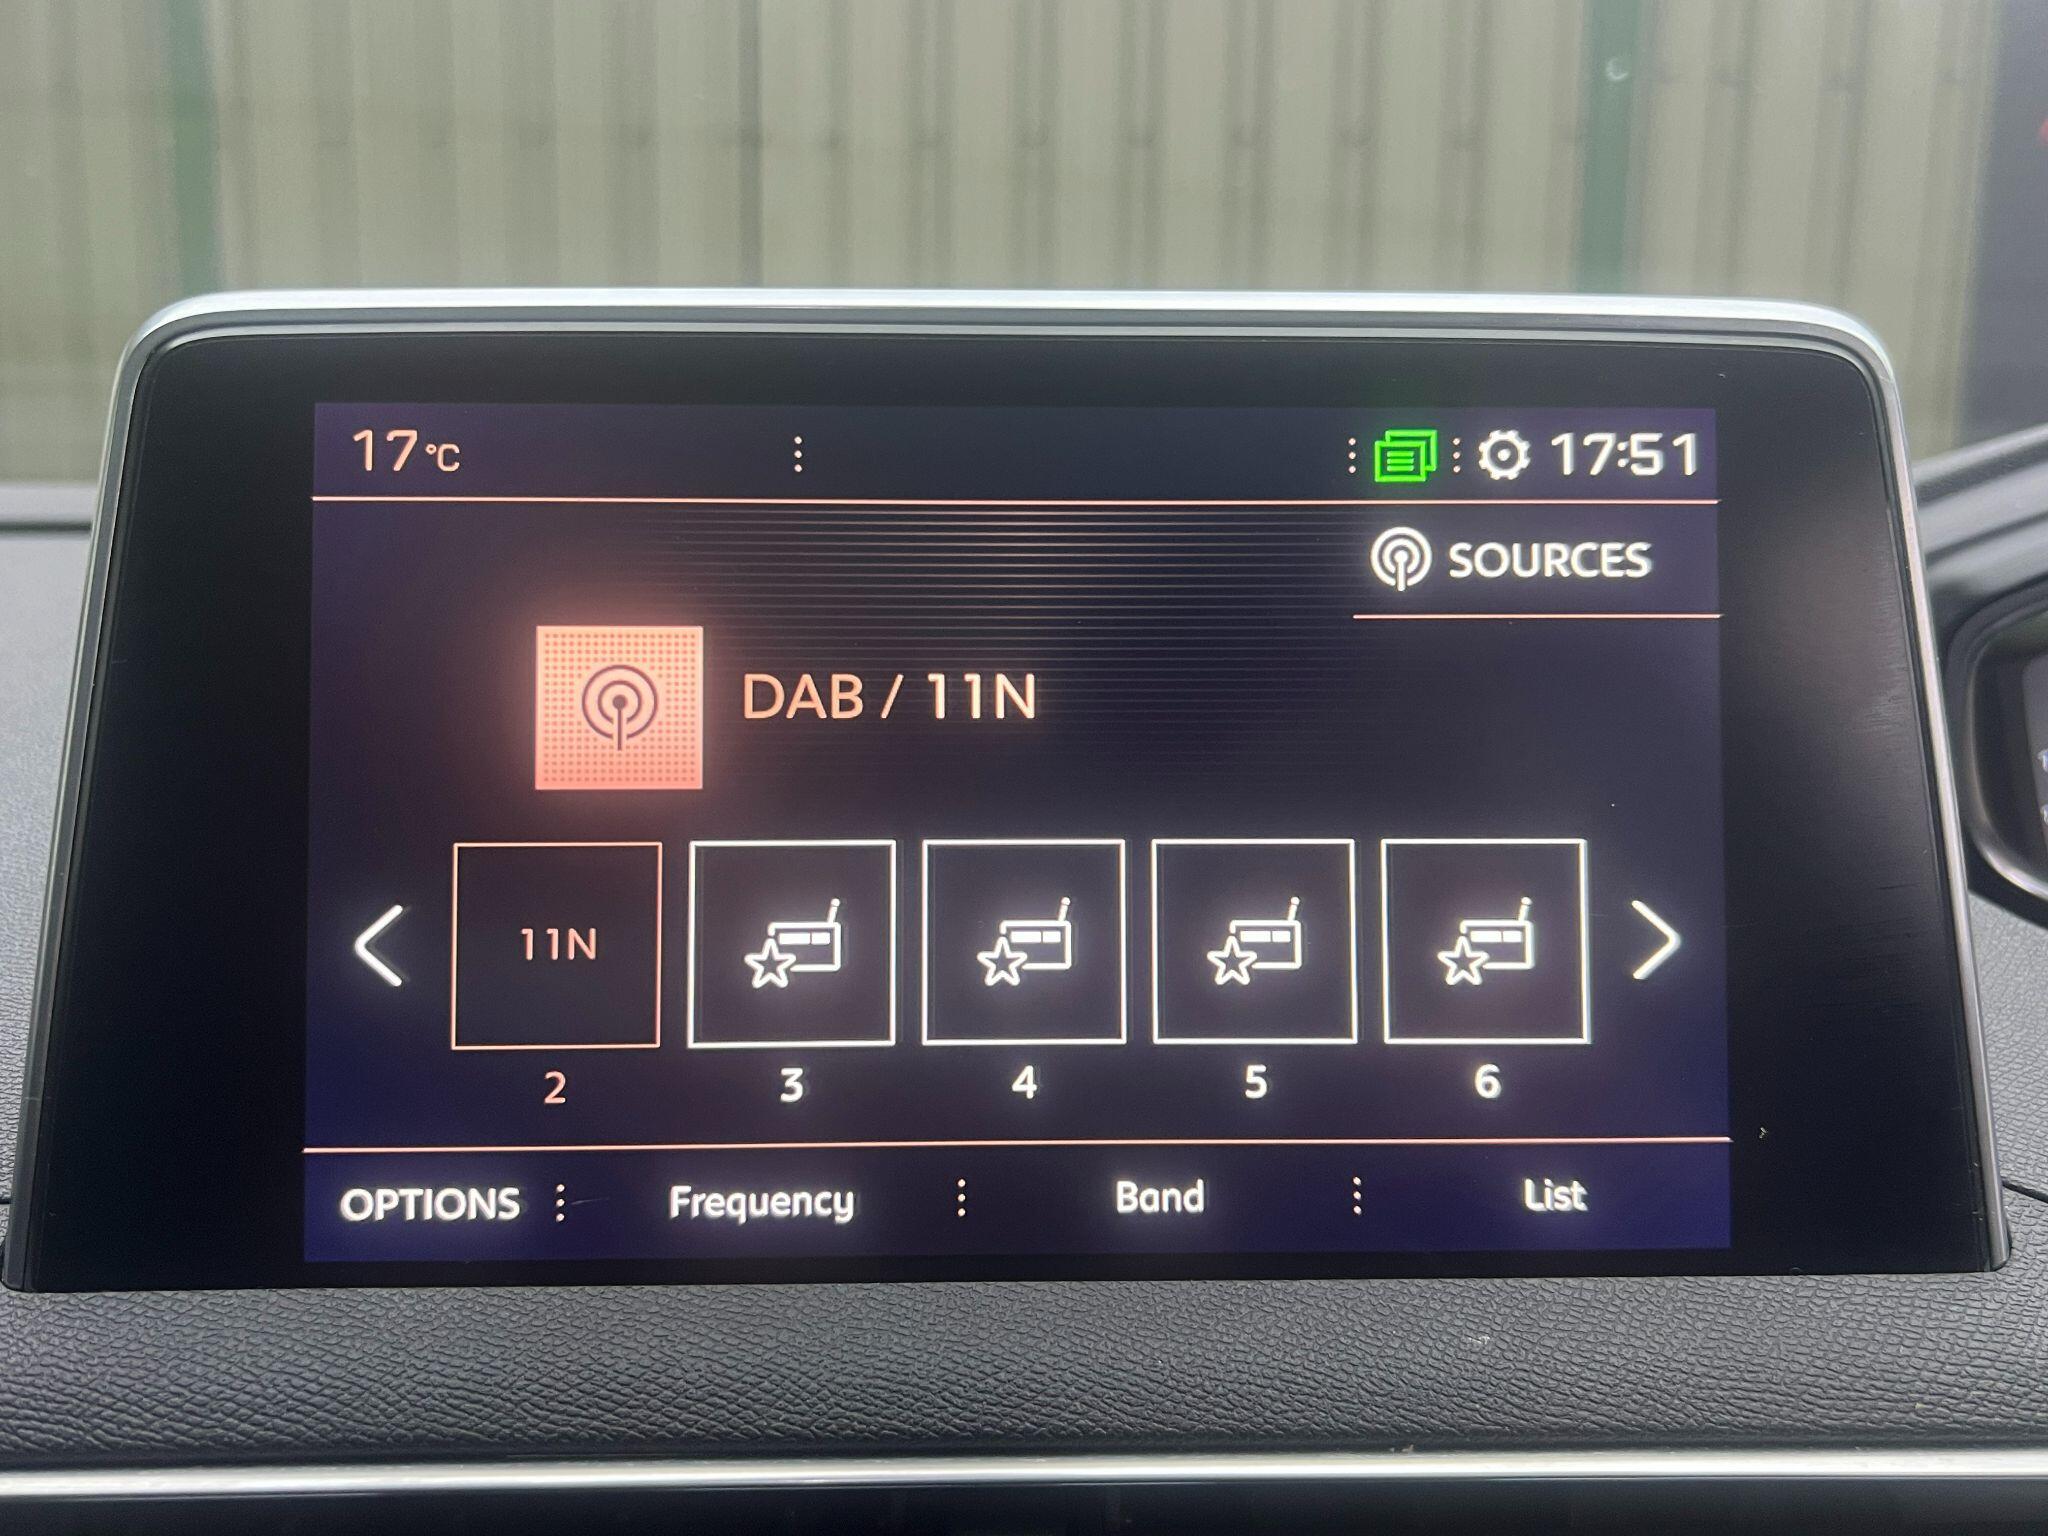 17°C
17:51
SOURCES
DAB / 11N
11N
2 3 4 5 6
OPTIONS Frequency Band List